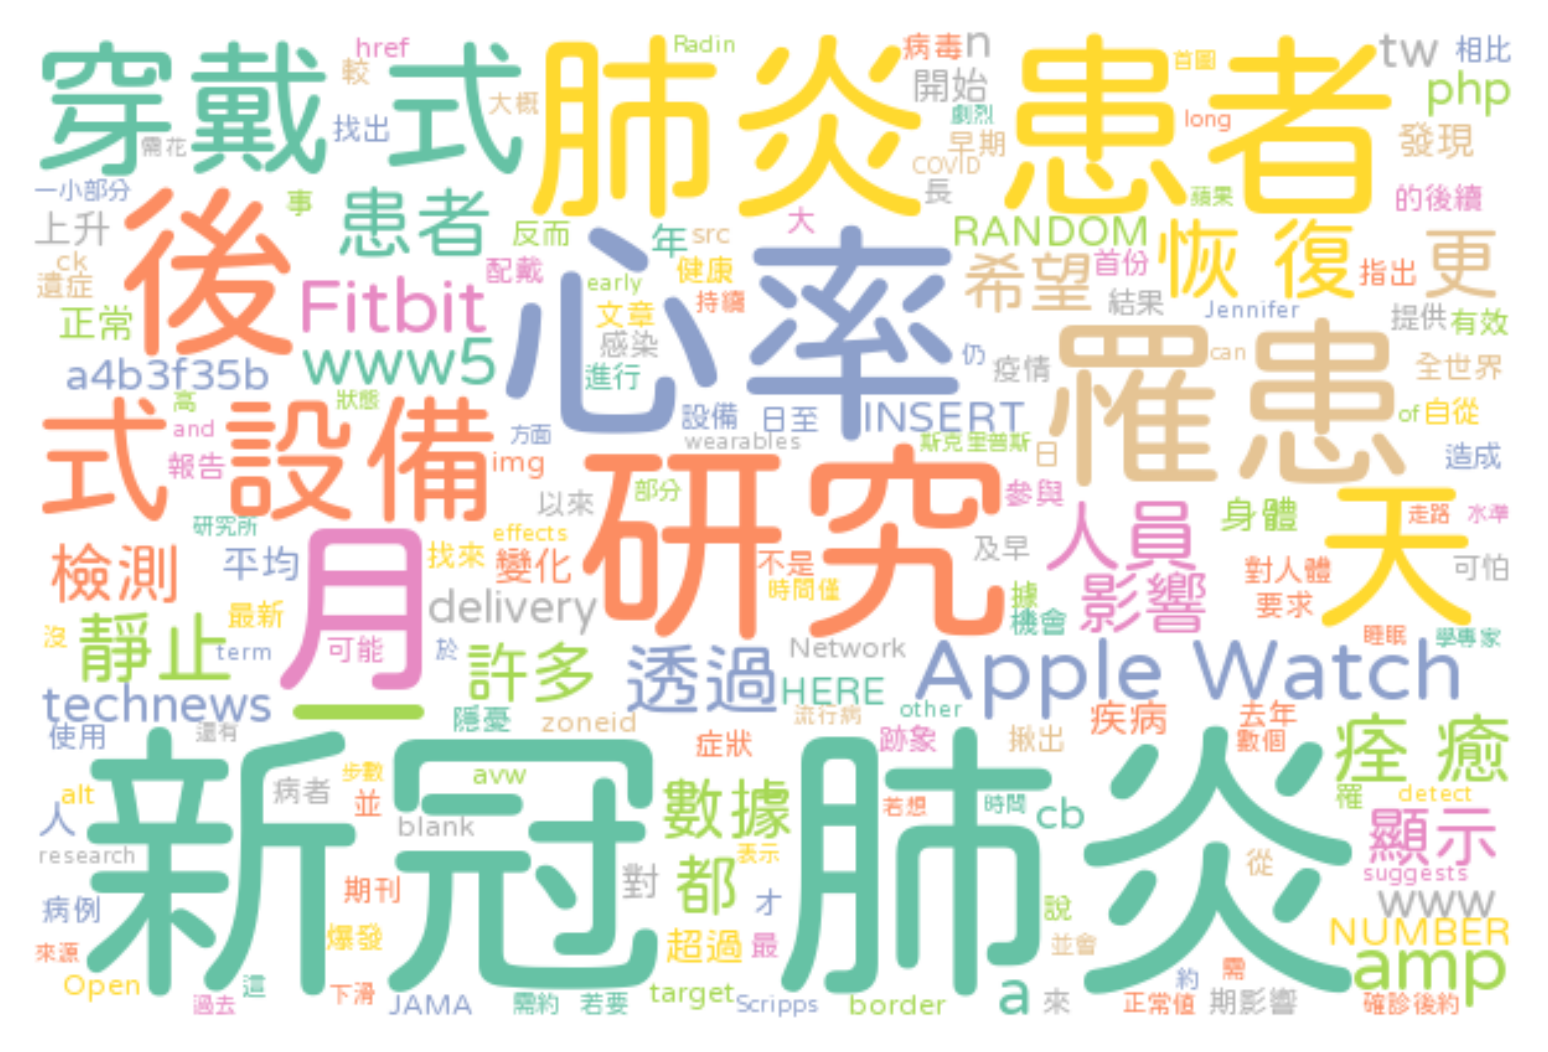 穿戴式
href
較
大概
肺炎患者
Radin
病毒
n
首圖
tw
相比
開始
php
劇烈
long
需花
找出
早期
COVID
發現
一小部分
事
患者
長
蘋果
的後續
上升
後
反而
年
src
大
RANDOM
恢復
更
ck
遺症
配戴
健康
希望
首份
指出
early
心率
持續
結果
Jennifer
提供
有效
正常
Fitbit
文章
感染
www5
a4b3f35b
進行
仍
疫情
can
全世界
罹患
高
狀態
and
設備
日至
INSERT
of
自從
式設備
方面
wearables
斯克里普斯
日
造成
報告
img
部分
以來
參與
研究
研究所
effects
身體
天
走路
水準
檢測
平均
月
找來
變化
不是
及早
人員
對人體
可怕
時間僅
據
影響
要求
delivery
最新
機會
沒
靜止
term
可能
於
許多
透過
Network
睡眠
學專家
HERE
Apple Watch
technews
一
隱憂
zoneid
流行病
other
疾病
去年
使用
還有
症狀
跡象
揪出
數個
痊癒
新冠肺炎
步數
avw
alt
病者
並
數據
若想
時間
cb
罹
detect
人
blank
顯示
research
表示
從
suggests
期刊
對
都
才
www
病例
說
NUMBER
爆發
超過
最
並會
來源
amp
Open
這
下滑
需
約
過去
JAMA
需約
若要
target
Scripps
border
a
來
正常值
期影響
確診後約